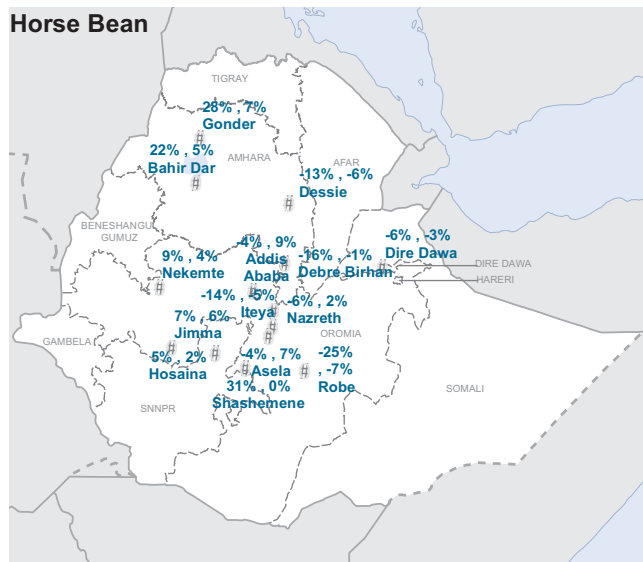 Horse Bean
TIGRAY
28% , 7%
Gonder
22% , 5%
Bahir Dar
AMHARA
AFAR
-13% , -6%
Dessie
BENESHANGU
GUMUZ
-4% , 9%
Addis
Ababa
-16% , -1%
Debre Birhan
-6% , -3%
Dire Dawa
DIRE DAWA
HARERI
9% , 4%
Nekemte
-14% , -5%
Iteya
-6% , 2%
Nazreth
7% , 6%
Jimma
OROMIA
GAMBELA
5% , 2%
Hosaina
-4% , 7%
Asela
-25%
, -7%
Robe
31% , 0%
Shashemene
SOMALI
SNNPR